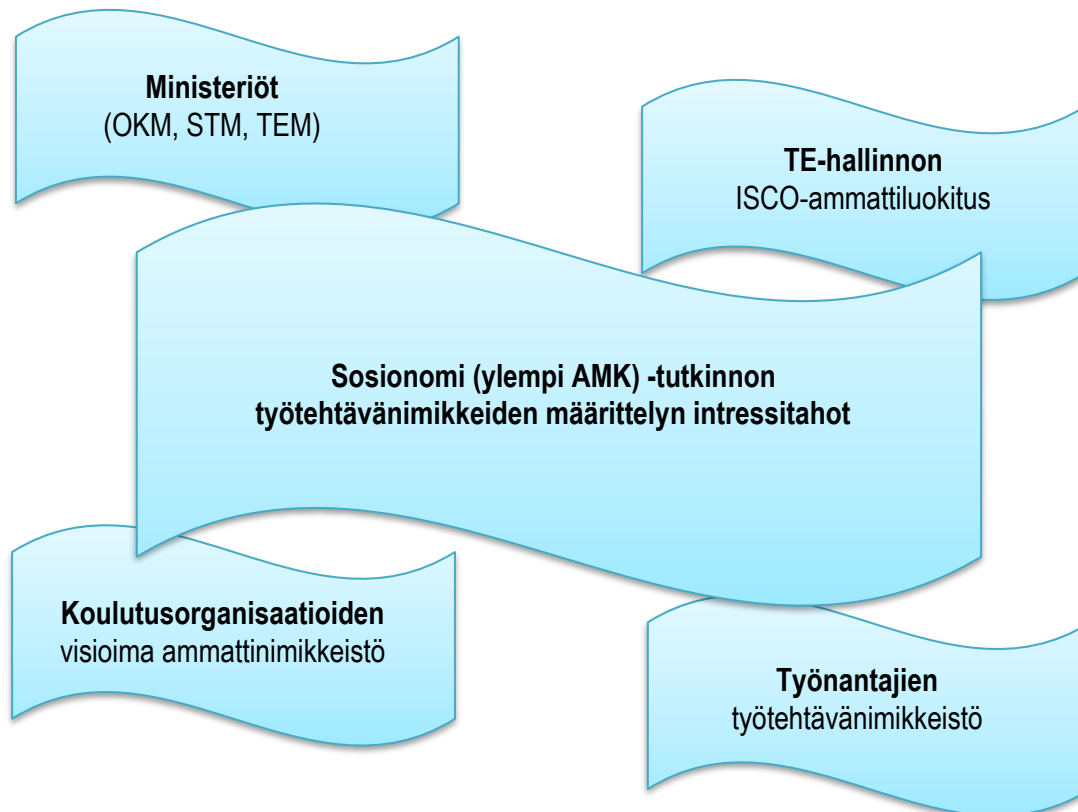 Ministeriöt
(OKM, STM, TEM)
TE-hallinnon
ISCO-ammattiluokitus
Sosionomi (ylempi AMK) -tutkinnon
työtehtävänimikkeiden määrittelyn intressitahot
Koulutusorganisaatioiden
visioima ammattinimikkeistö
Työnantajien
työtehtävänimikkeistö